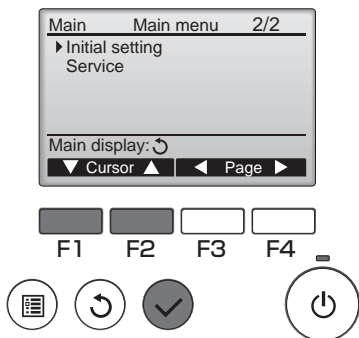 Main Main menu 2/2
Initial setting
Service
Main display:
Cursor Page
F1 F2 F3 F4